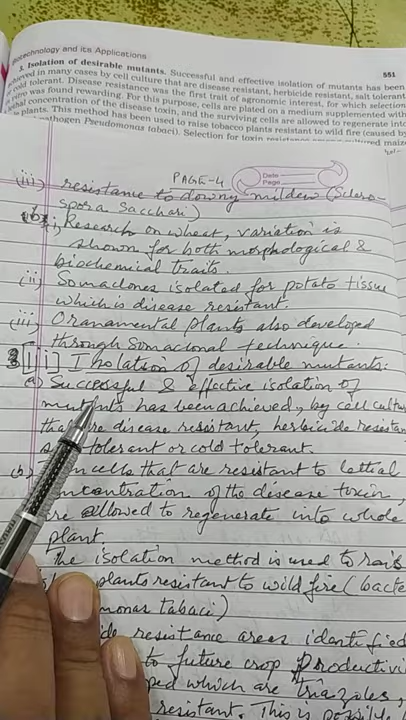 Biotechnology and its Applications
551
3. Isolation of desirable mutants. Successful and effective isolation of mutants has been
achieved in many cases by cell culture that are disease resistant, herbicide resistant, salt tolerant
cold tolerant. Disease resistance was the first trait of agronomic interest, for which selection
was found rewarding. For this purpose, cells are plated on a medium supplemented with
lethal concentration of the disease toxin, and the surviving cells are allowed to regenerate into
plants. This method has been used to raise tobacco plants resistant to wild fire (caused by
pathogen Pseudomonas tabaci). Selection for toxin resistance
PAGE-4
Date
Page
(iii) resistance to downy mildew (Sclero-
spora Sacchari)
(b) (i) Research on wheat, variation is
shown for both morphological &
biochemical traits.
(ii) Somaclones isolated for potato tissue
which is disease resistant.
(iii) Oranamental plants also developed
through Somaclonal technique.
Isolation of desirable mutants:
(a) Successful & effective isolation of
mutants has been achieved, by cell cultur
that are disease resistant, herbicide resistan
tolerant or cold tolerant.
(b) cells that are resistant to lethal
concentration of the disease toxin,
are allowed to regenerate into whole
plant.
The isolation method is used to rais
plants resistant to wild fire (bacte
monas tabaci)
resistance areas identified
to future crop Productivi
which are triazoles,
resistant. This is possible